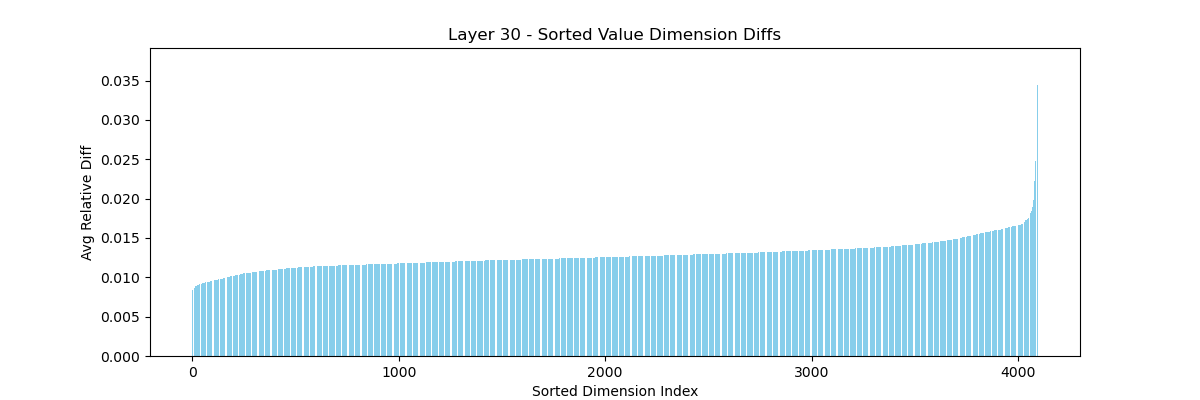 Layer 30 - Sorted Value Dimension Diffs
Avg Relative Diff
0.035
0.030
0.025
0.020
0.015
0.010
0.005
0.000
0 1000 2000 3000 4000
Sorted Dimension Index